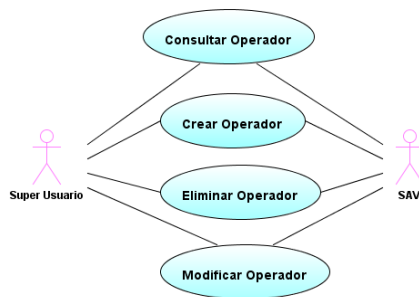 Consultar Operador
Crear Operador
Super Usuario
Eliminar Operador
SAV
Modificar Operador